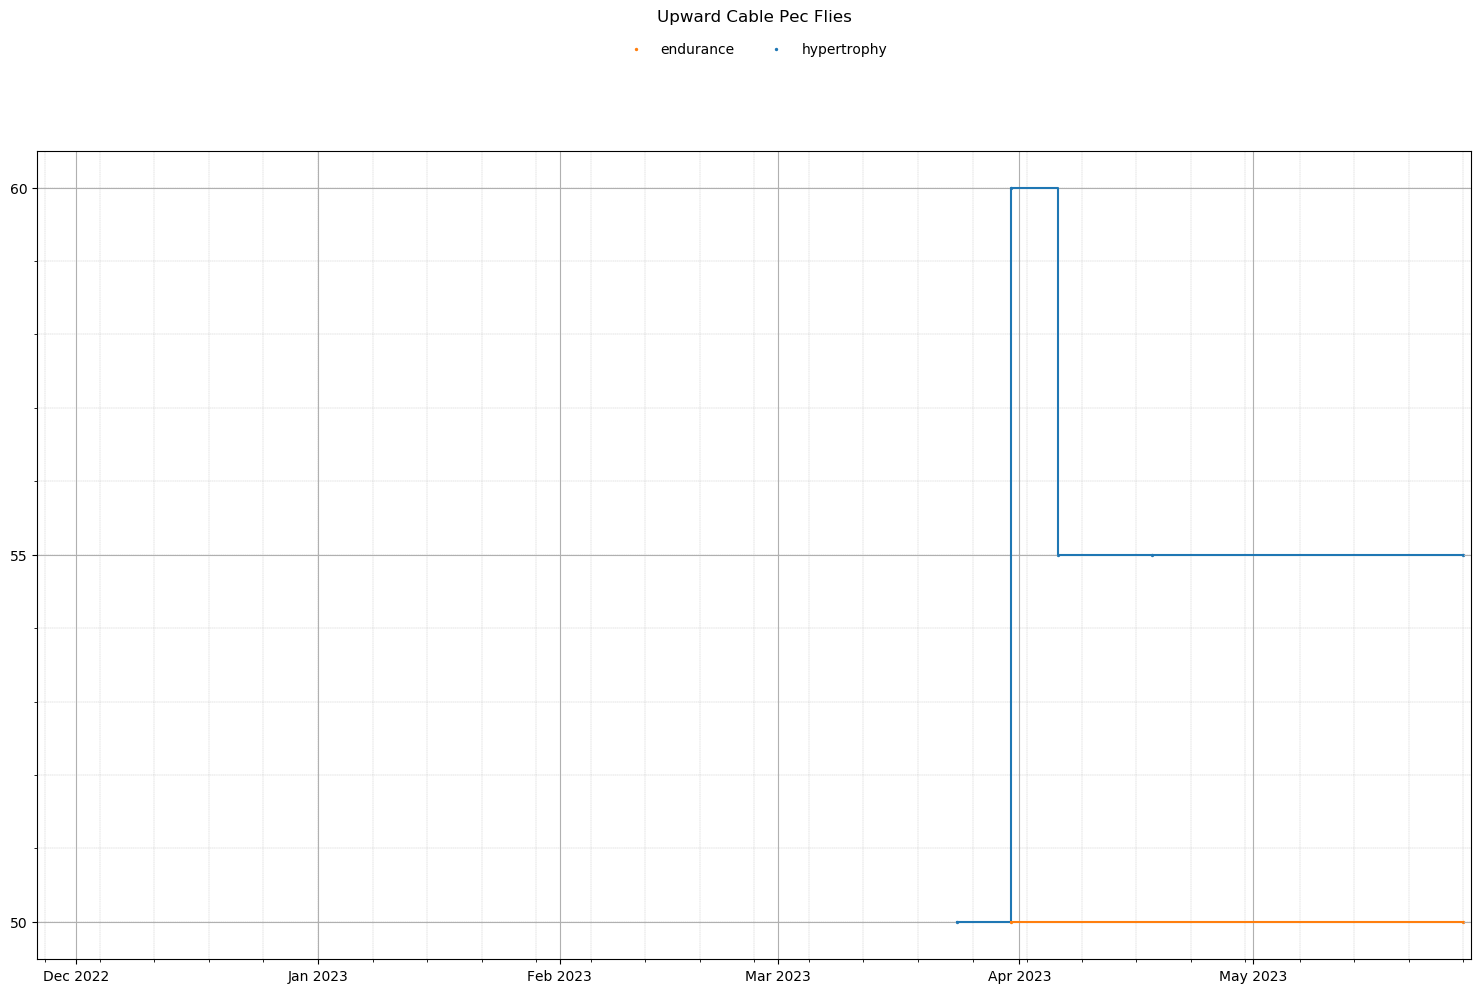 Upward Cable Pec Flies
endurance hypertrophy
60
55
50
Dec 2022 Jan 2023 Feb 2023 Mar 2023 Apr 2023 May 2023